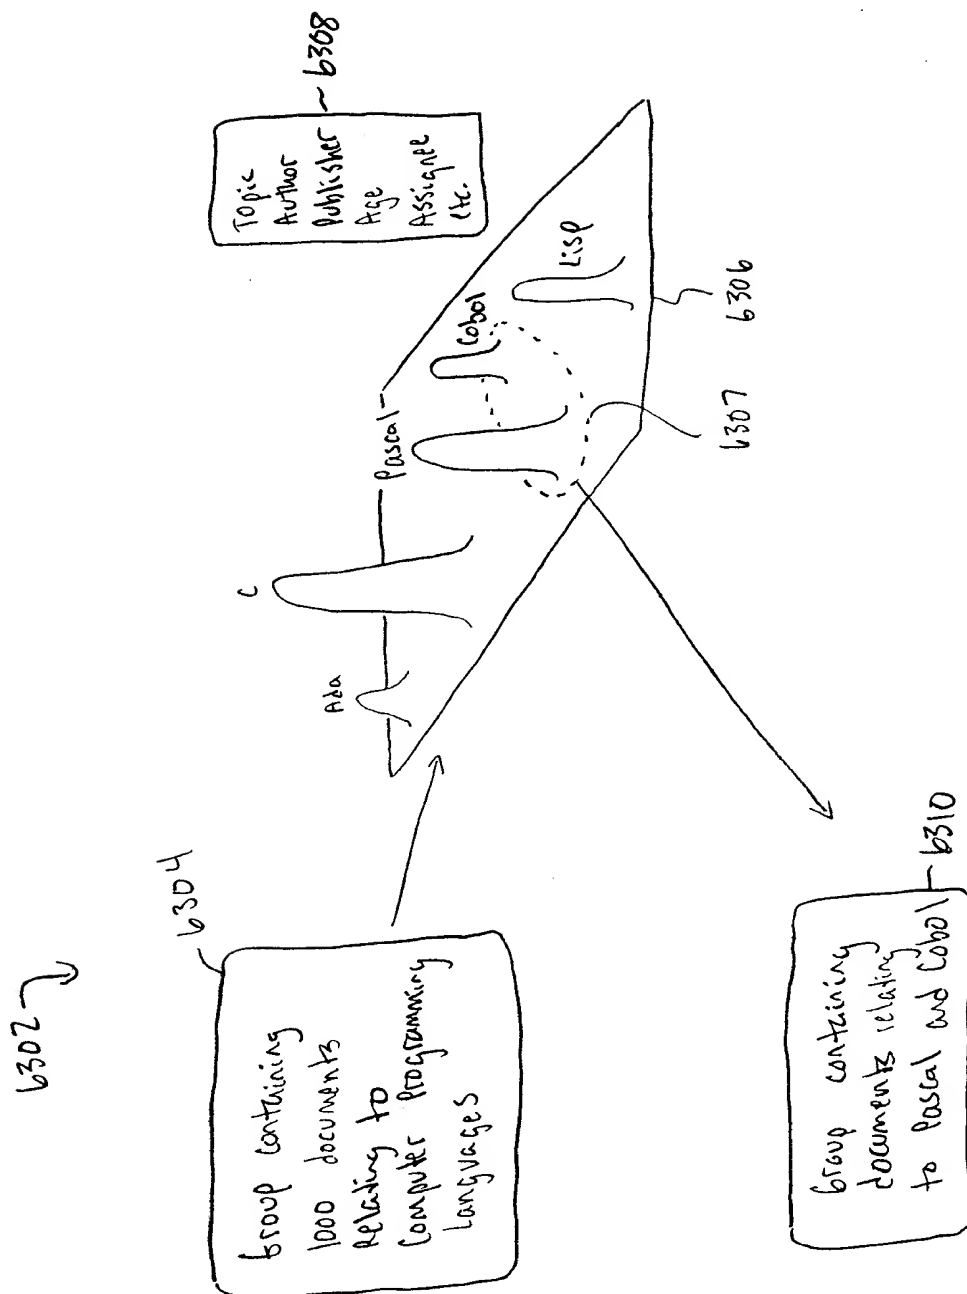 6302
6304
Group containing
1000 documents
Relating to
Computer Programming
Languages
Ada
C
Pascal
Cobol
Lisp
6308
Topic
Author
Publisher
Age
Assignee
etc.
6306
6307
6310
Group containing
documents relating
to Pascal and Cobol